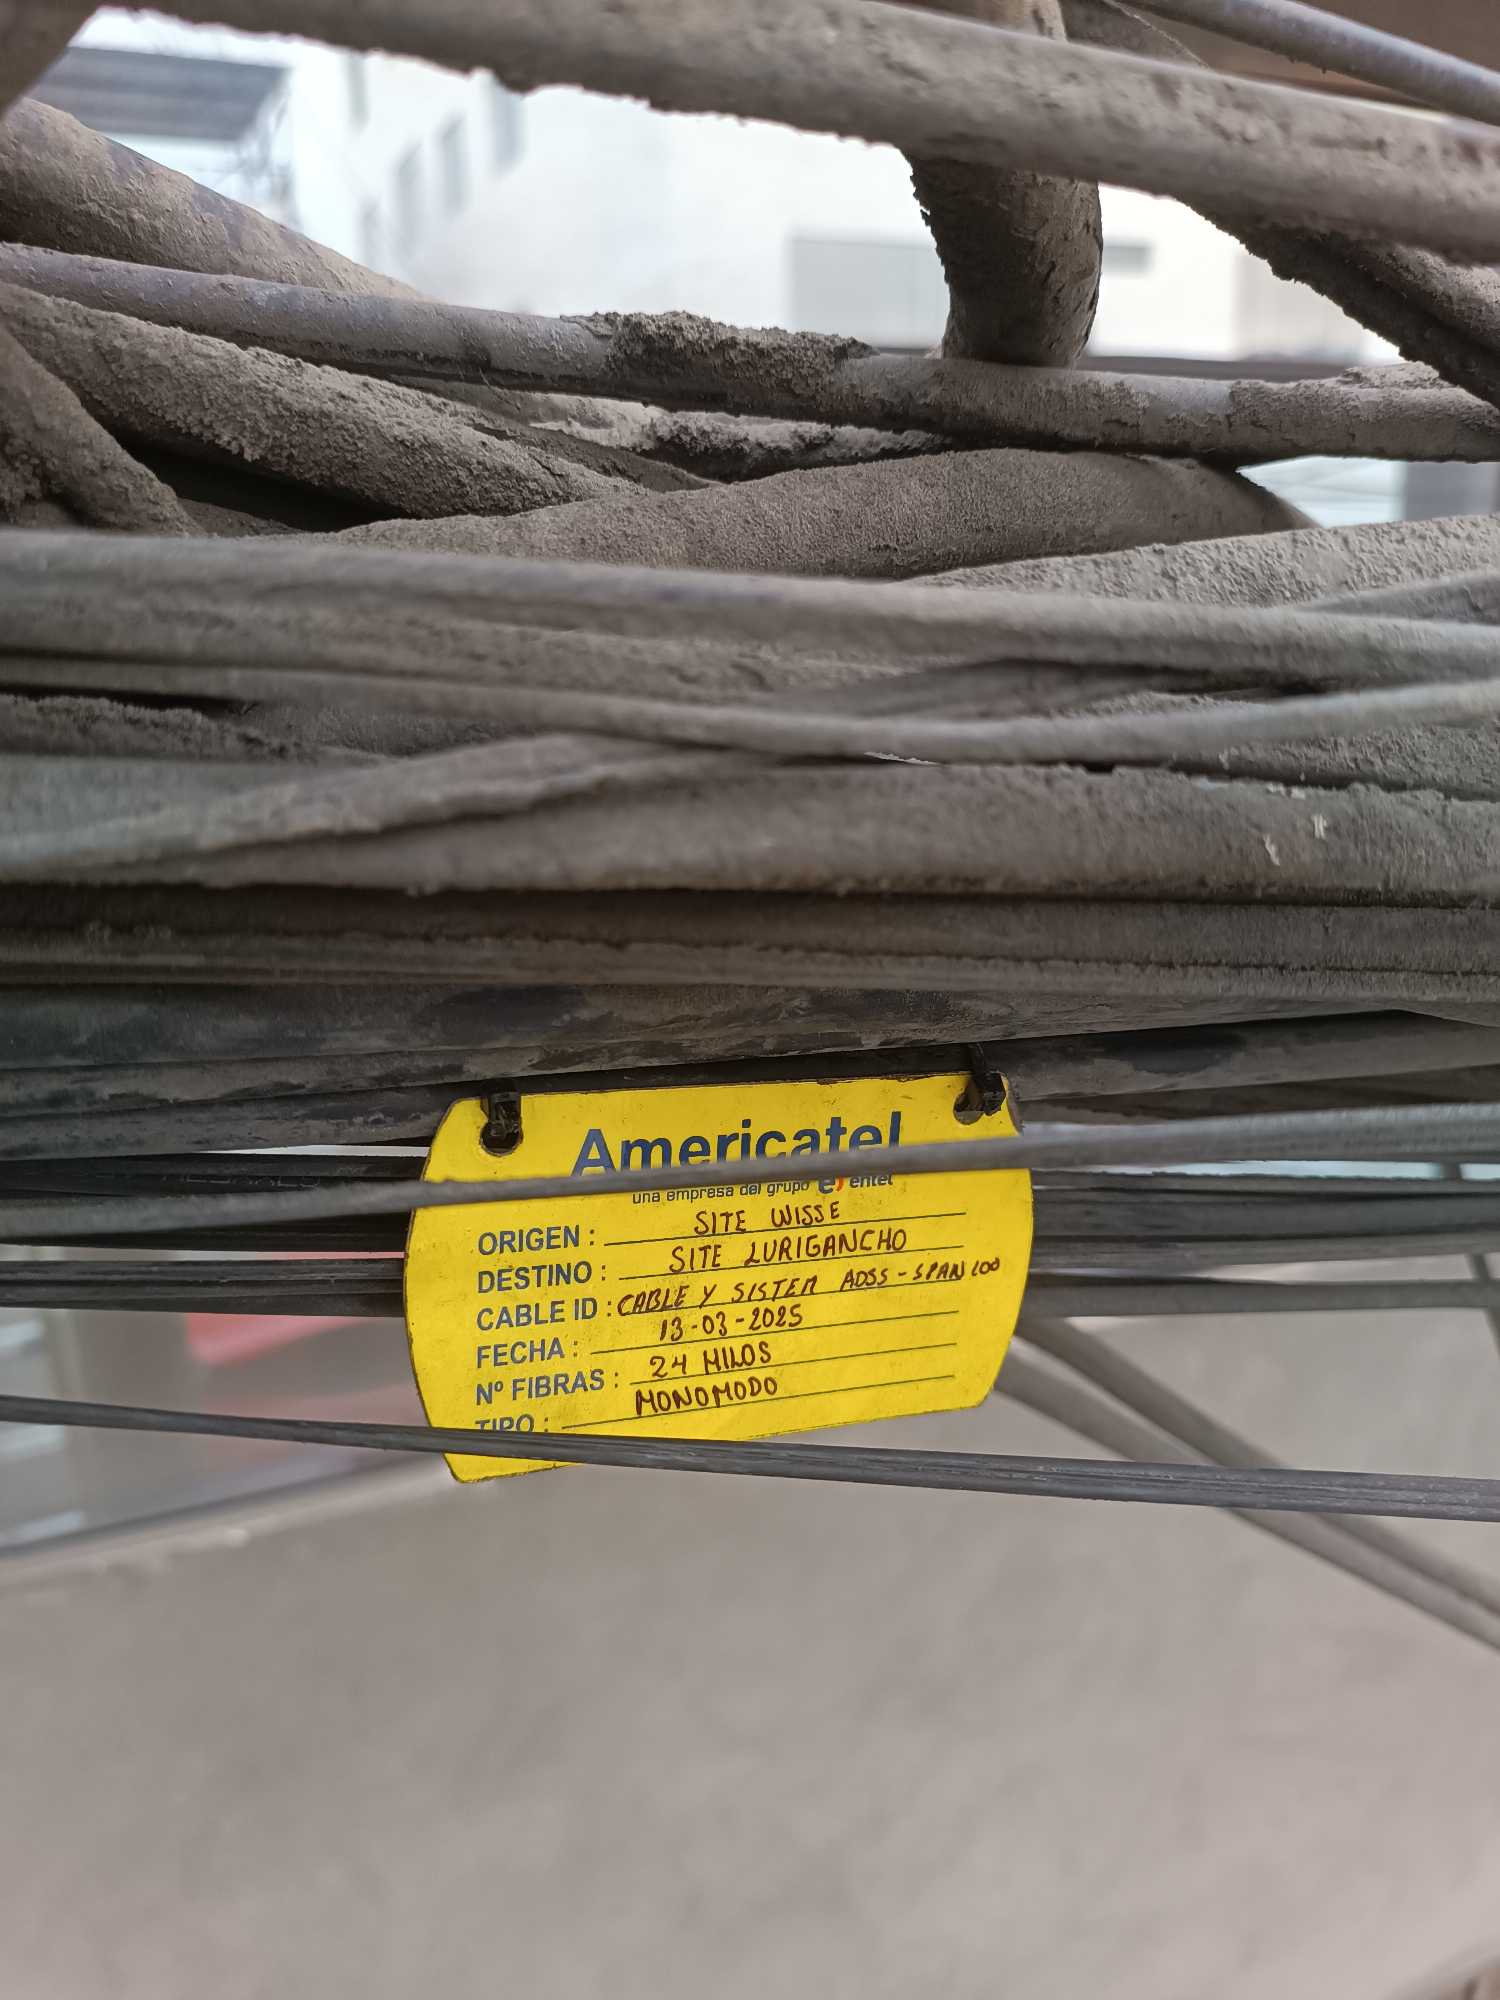 Americatel
una empresa del grupo e) entel
ORIGEN : SITE WISSE
DESTINO : SITE LURIGANCHO
CABLE ID : CABLE Y SISTEM ADSS - SPAN 100
FECHA : 13-03-2025
Nº FIBRAS : 24 HILOS
TIPO : MONOMODO